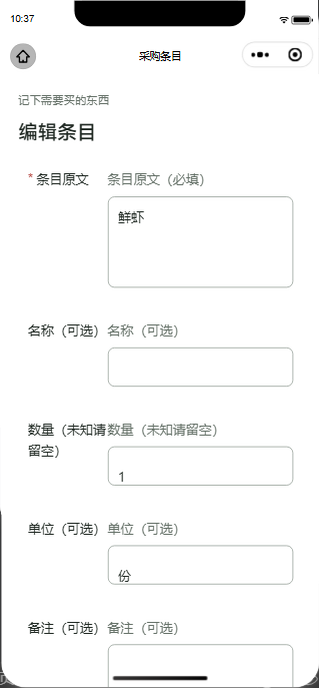 10:37
采购条目
记下需要买的东西
编辑条目
* 条目原文 条目原文（必填）
鲜虾
名称（可选） 名称（可选）
数量（未知请留空） 数量（未知请留空）
1
单位（可选） 单位（可选）
份
备注（可选） 备注（可选）